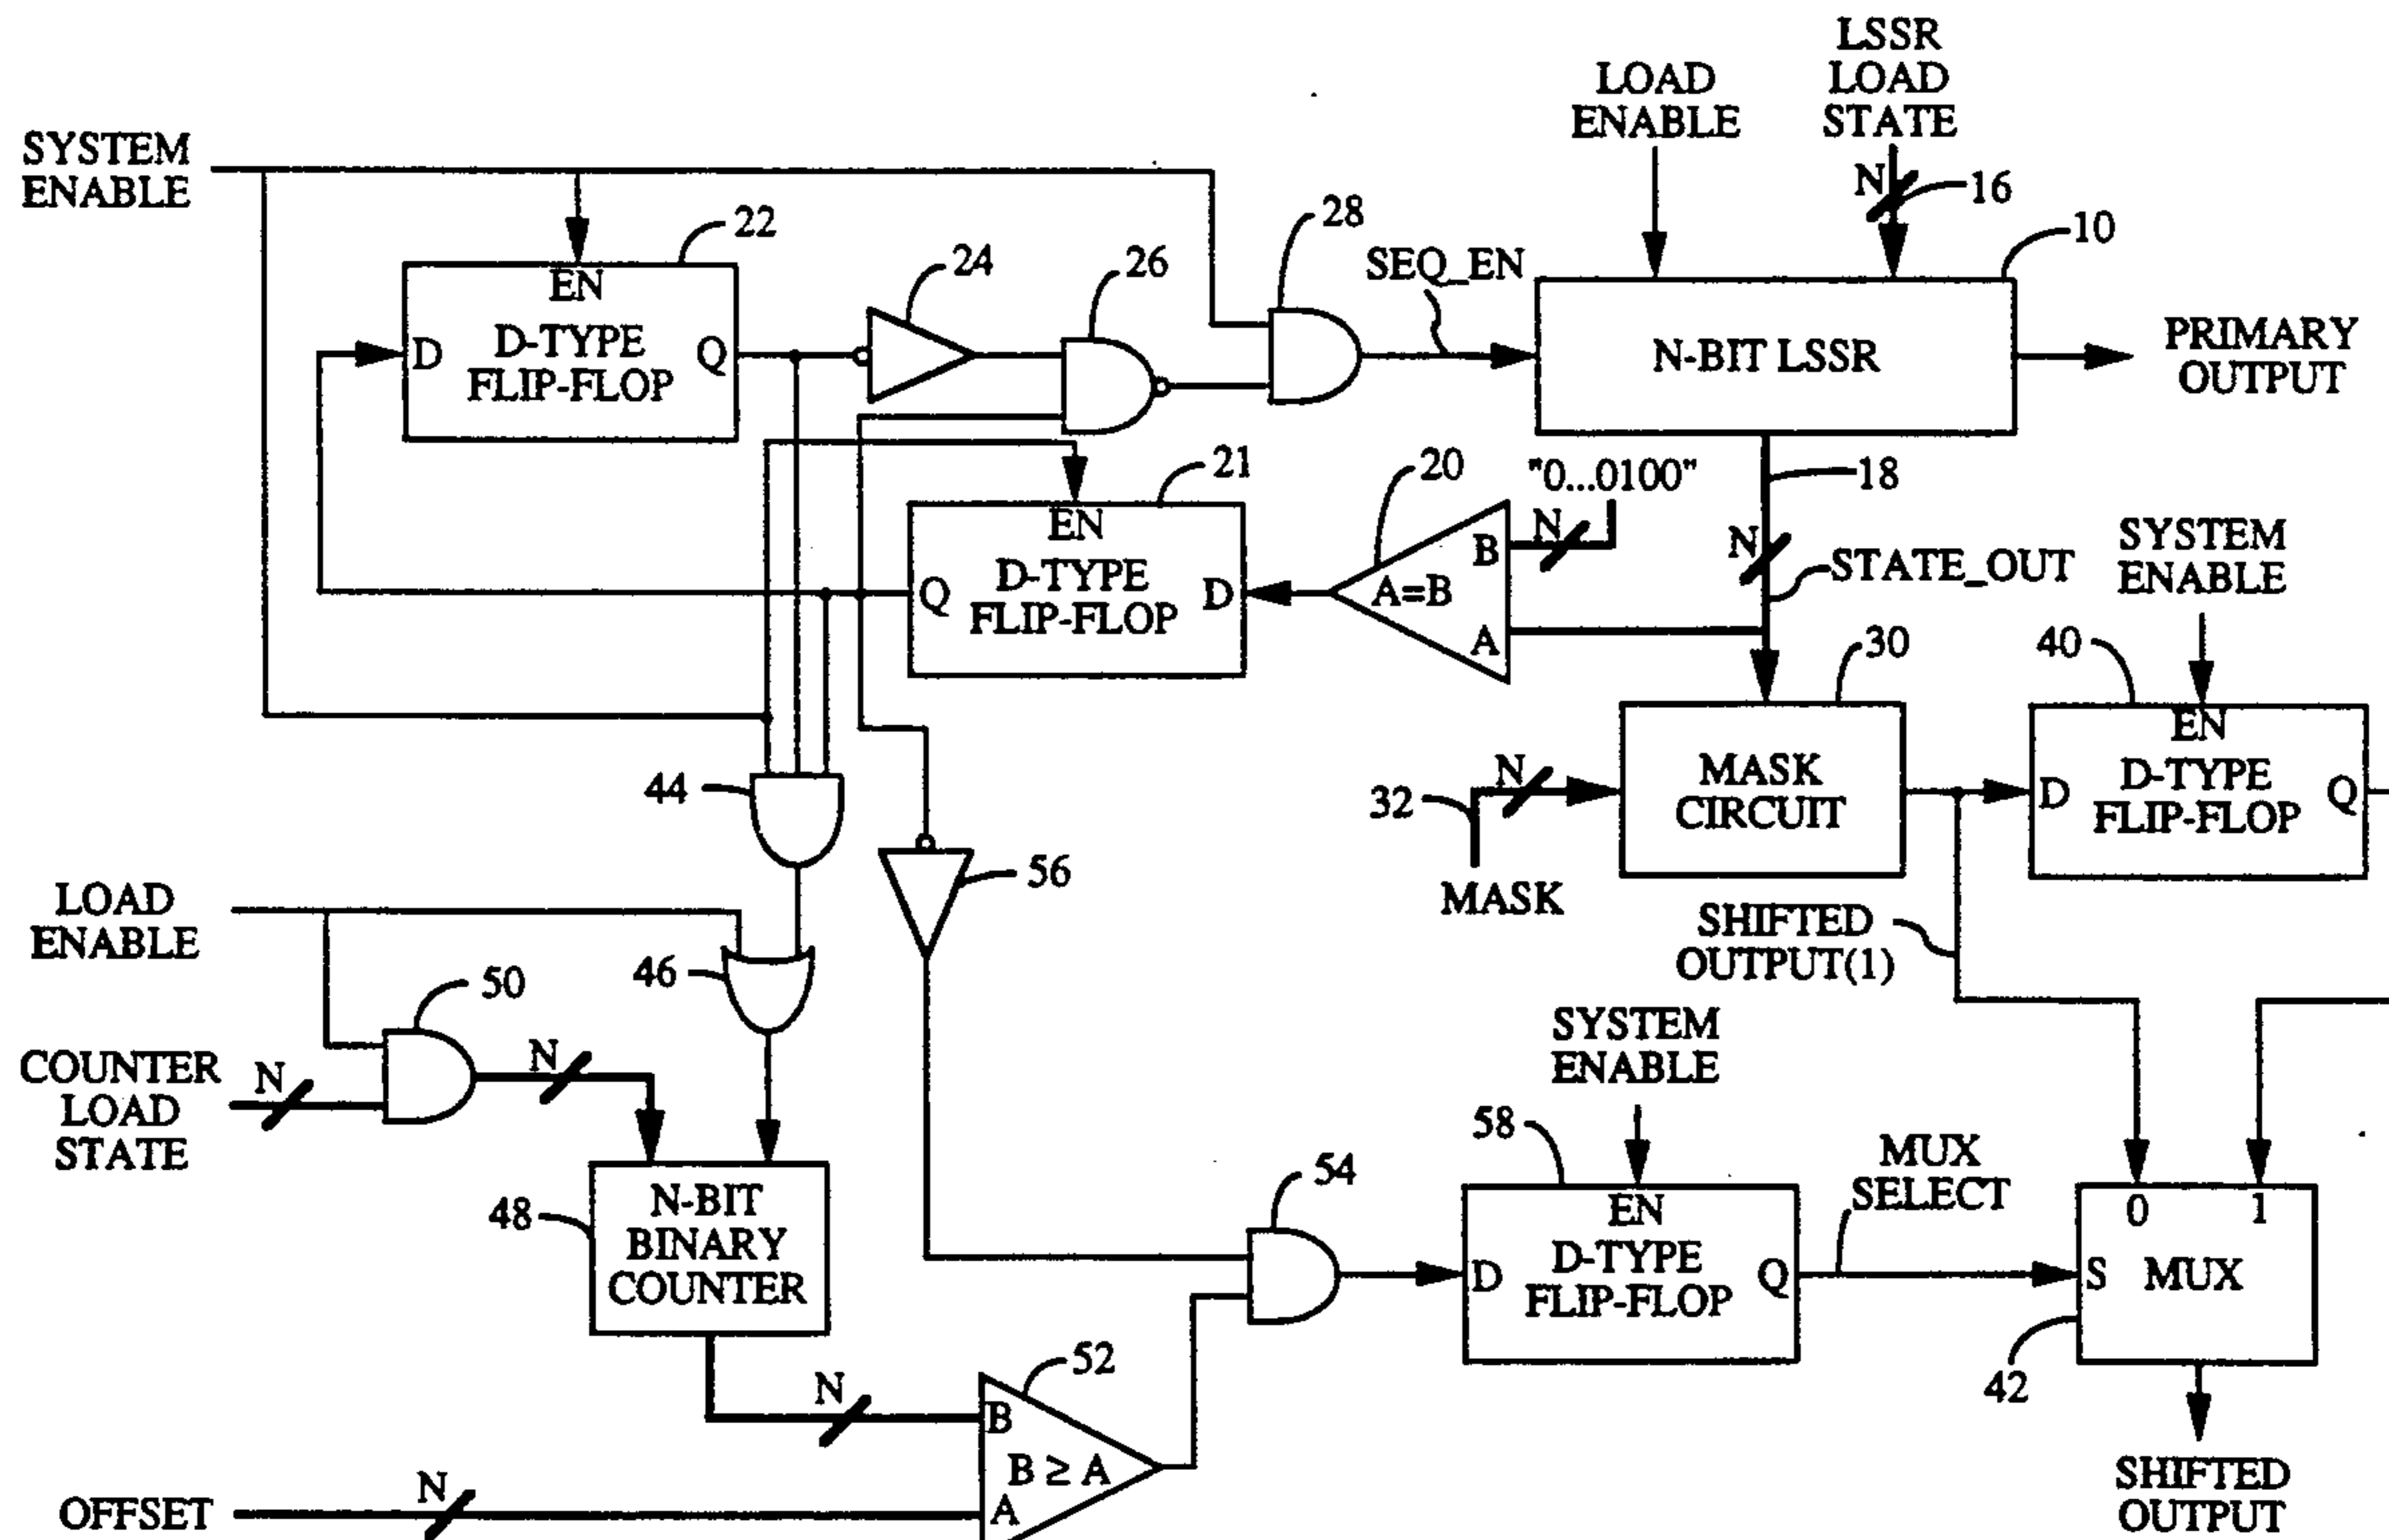 LSSR
LOAD
STATE
LOAD
ENABLE
SYSTEM
ENABLE
N
16
22
24
26
28
SEQ_EN
10
EN
D
D-TYPE
FLIP-FLOP
Q
N-BIT LSSR
PRIMARY
OUTPUT
21
20
"0...0100"
18
EN
Q
D-TYPE
FLIP-FLOP
D
A=B
B
A
N
N
STATE_OUT
SYSTEM
ENABLE
30
40
MASK
CIRCUIT
EN
D
D-TYPE
FLIP-FLOP
Q
N
32
MASK
SHIFTED
OUTPUT(1)
44
56
LOAD
ENABLE
46
50
COUNTER
LOAD
STATE
N
N
48
N-BIT
BINARY
COUNTER
54
SYSTEM
ENABLE
58
EN
D
D-TYPE
FLIP-FLOP
Q
MUX
SELECT
0
1
S
MUX
42
SHIFTED
OUTPUT
N
52
B
B ≥ A
A
OFFSET
N